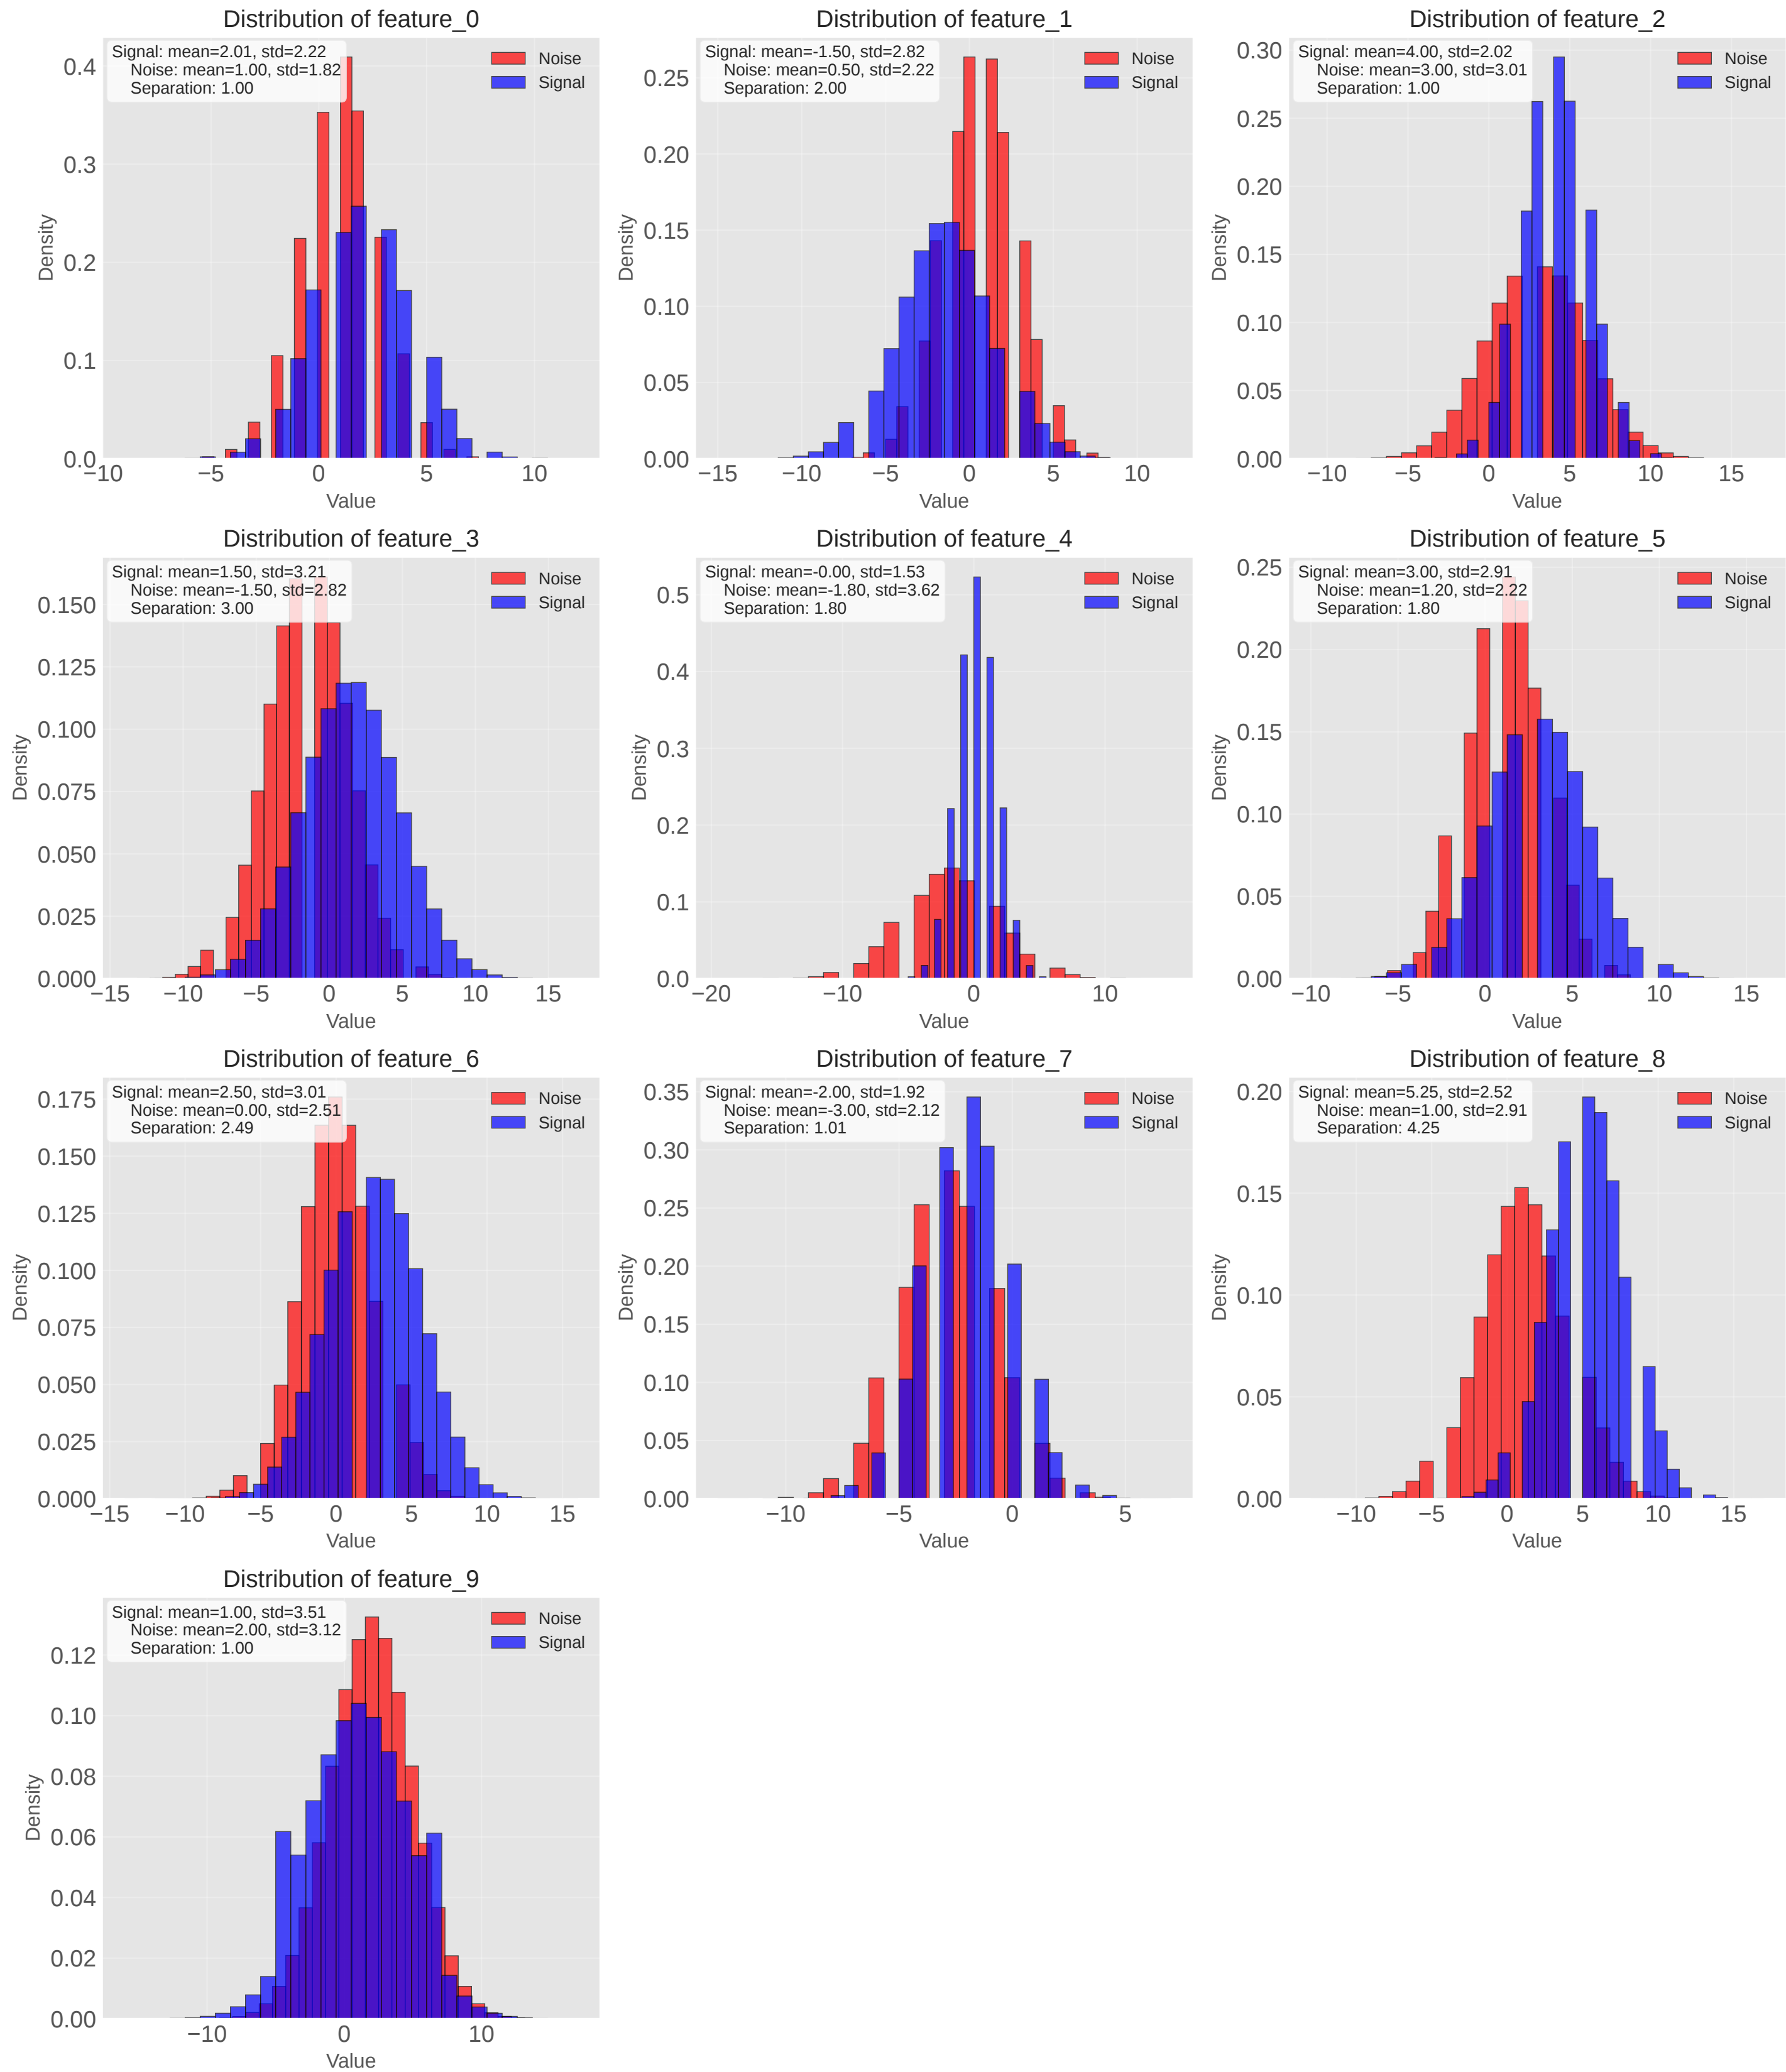 Distribution of feature_0
Signal: mean=2.01, std=2.22
Noise: mean=1.00, std=1.82
Separation: 1.00
Noise
Signal
0.4
0.3
0.2
0.1
0.0
Density
−10 −5 0 5 10
Value
Distribution of feature_1
Signal: mean=-1.50, std=2.82
Noise: mean=0.50, std=2.22
Separation: 2.00
Noise
Signal
0.25
0.20
0.15
0.10
0.05
0.00
Density
−15 −10 −5 0 5 10
Value
Distribution of feature_2
Signal: mean=4.00, std=2.02
Noise: mean=3.00, std=3.01
Separation: 1.00
Noise
Signal
0.30
0.25
0.20
0.15
0.10
0.05
0.00
Density
−10 −5 0 5 10 15
Value
Distribution of feature_3
Signal: mean=1.50, std=3.21
Noise: mean=-1.50, std=2.82
Separation: 3.00
Noise
Signal
0.150
0.125
0.100
0.075
0.050
0.025
0.000
Density
−15 −10 −5 0 5 10 15
Value
Distribution of feature_4
Signal: mean=-0.00, std=1.53
Noise: mean=-1.80, std=3.62
Separation: 1.80
Noise
Signal
0.5
0.4
0.3
0.2
0.1
0.0
Density
−20 −10 0 10
Value
Distribution of feature_5
Signal: mean=3.00, std=2.91
Noise: mean=1.20, std=2.22
Separation: 1.80
Noise
Signal
0.25
0.20
0.15
0.10
0.05
0.00
Density
−10 −5 0 5 10 15
Value
Distribution of feature_6
Signal: mean=2.50, std=3.01
Noise: mean=0.00, std=2.51
Separation: 2.49
Noise
Signal
0.175
0.150
0.125
0.100
0.075
0.050
0.025
0.000
Density
−15 −10 −5 0 5 10 15
Value
Distribution of feature_7
Signal: mean=-2.00, std=1.92
Noise: mean=-3.00, std=2.12
Separation: 1.01
Noise
Signal
0.35
0.30
0.25
0.20
0.15
0.10
0.05
0.00
Density
−10 −5 0 5
Value
Distribution of feature_8
Signal: mean=5.25, std=2.52
Noise: mean=1.00, std=2.91
Separation: 4.25
Noise
Signal
0.20
0.15
0.10
0.05
0.00
Density
−10 −5 0 5 10 15
Value
Distribution of feature_9
Signal: mean=1.00, std=3.51
Noise: mean=2.00, std=3.12
Separation: 1.00
Noise
Signal
0.12
0.10
0.08
0.06
0.04
0.02
0.00
Density
−10 0 10
Value